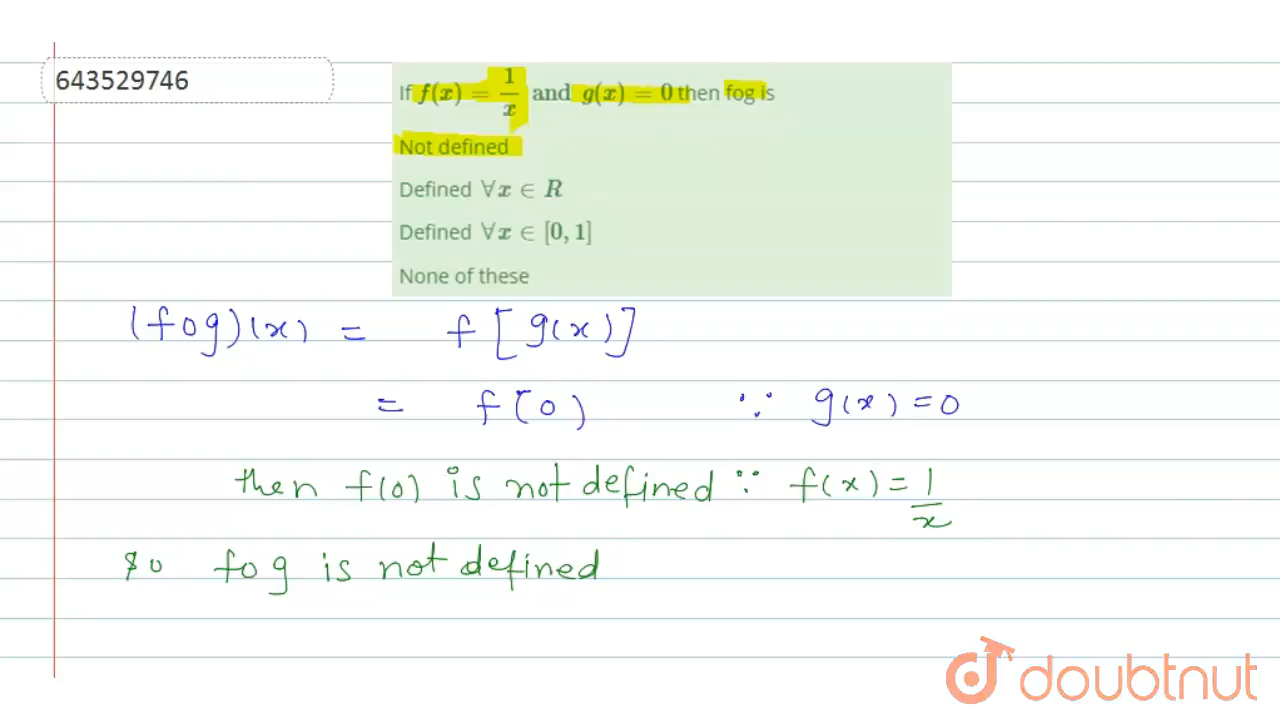 643529746
If f(x) = 1/x and g(x) = 0 then fog is
Not defined
Defined ∀x ∈ R
Defined ∀x ∈ [0, 1]
None of these
(fog)(x) = f[g(x)]
= f(0) ∵ g(x) = 0
then f(0) is not defined ∵ f(x) = 1/x
so fog is not defined
doubtnut